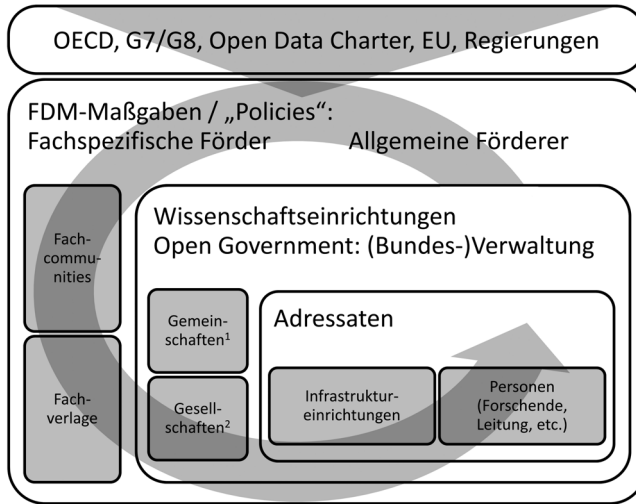 OECD, G7/G8, Open Data Charter, EU, Regierungen
FDM-Maßgaben / „Policies“:
Fachspezifische Förder Allgemeine Förderer
Fach-
commu-
nities
Fach-
verlage
Wissenschaftseinrichtungen
Open Government: (Bundes-)Verwaltung
Gemein-
schaften¹
Gesell-
schaften²
Adressaten
Infrastruktur-
einrichtungen
Personen
(Forschende,
Leitung, etc.)